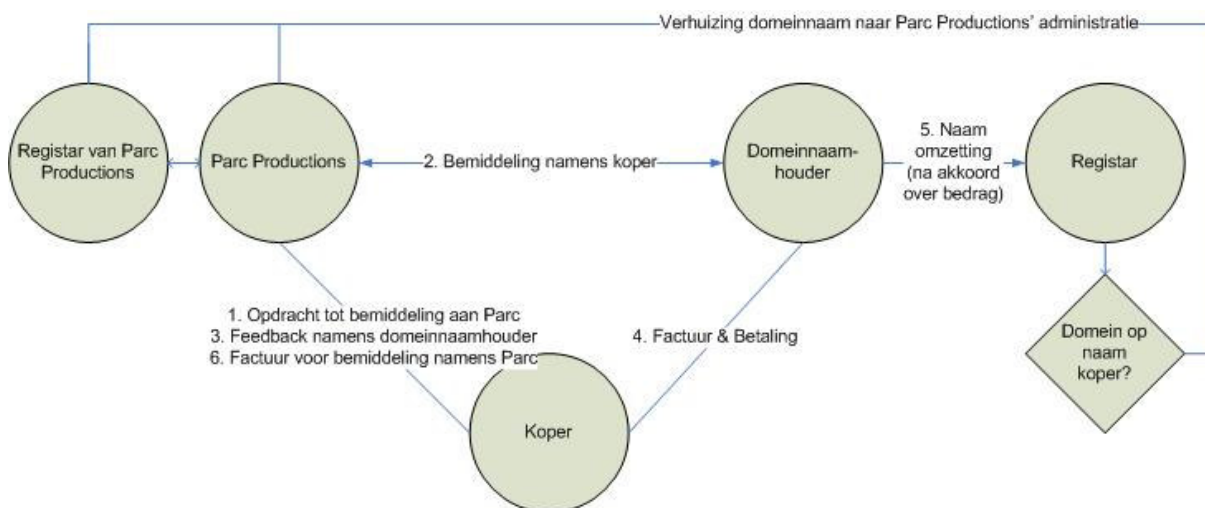 Verhuizing domeinnaam naar Parc Productions' administratie
Registar van Parc
Productions
Parc Productions
2. Bemiddeling namens koper
Domeinnaam-
houder
5. Naam
omzetting
(na akkoord
over bedrag)
Registar
1. Opdracht tot bemiddeling aan Parc
3. Feedback namens domeinnaamhouder
6. Factuur voor bemiddeling namens Parc
4. Factuur & Betaling
Domein op
naam
koper?
Koper